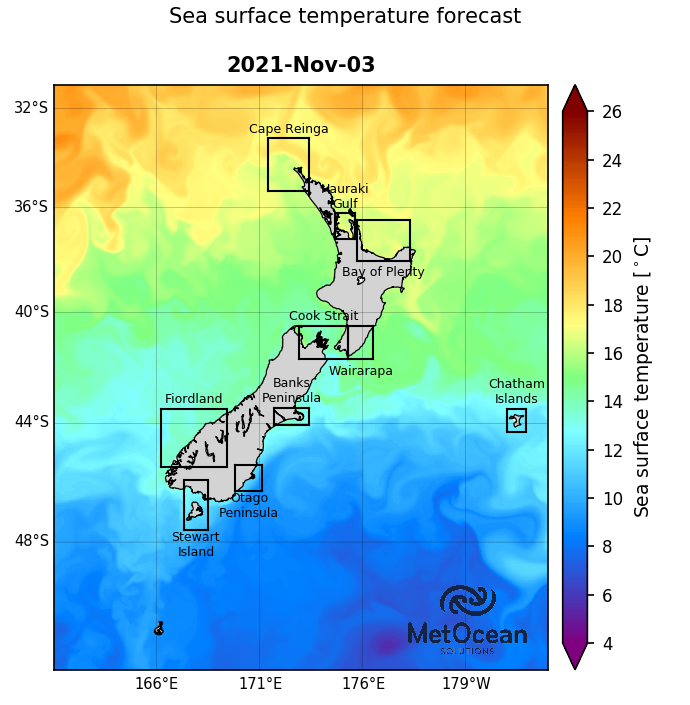 Sea surface temperature forecast
2021-Nov-03
32°S
36°S
40°S
44°S
48°S
Cape Reinga
Hauraki
Gulf
Bay of Plenty
Cook Strait
Wairarapa
Banks
Peninsula
Fiordland
Chatham
Islands
Otago
Peninsula
Stewart
Island
MetOcean
SOLUTIONS
166°E
171°E
176°E
179°W
26
24
22
20
18
16
14
12
10
8
6
4
Sea surface temperature [°C]